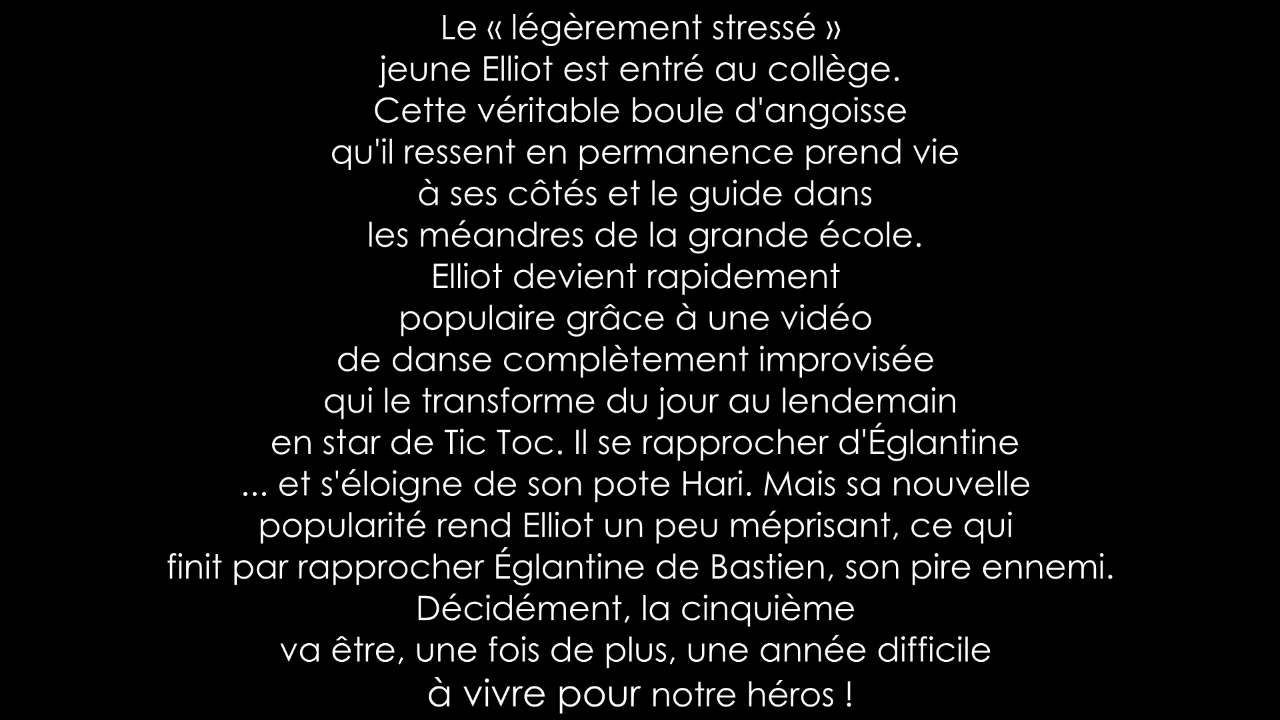 Le « légèrement stressé »
jeune Elliot est entré au collège.
Cette véritable boule d'angoisse
qu'il ressent en permanence prend vie
à ses côtés et le guide dans
les méandres de la grande école.
Elliot devient rapidement
populaire grâce à une vidéo
de danse complètement improvisée
qui le transforme du jour au lendemain
en star de Tic Toc. Il se rapprocher d'Églantine
... et s'éloigne de son pote Hari. Mais sa nouvelle
popularité rend Elliot un peu méprisant, ce qui
finit par rapprocher Églantine de Bastien, son pire ennemi.
Décidément, la cinquième
va être, une fois de plus, une année difficile
à vivre pour notre héros !